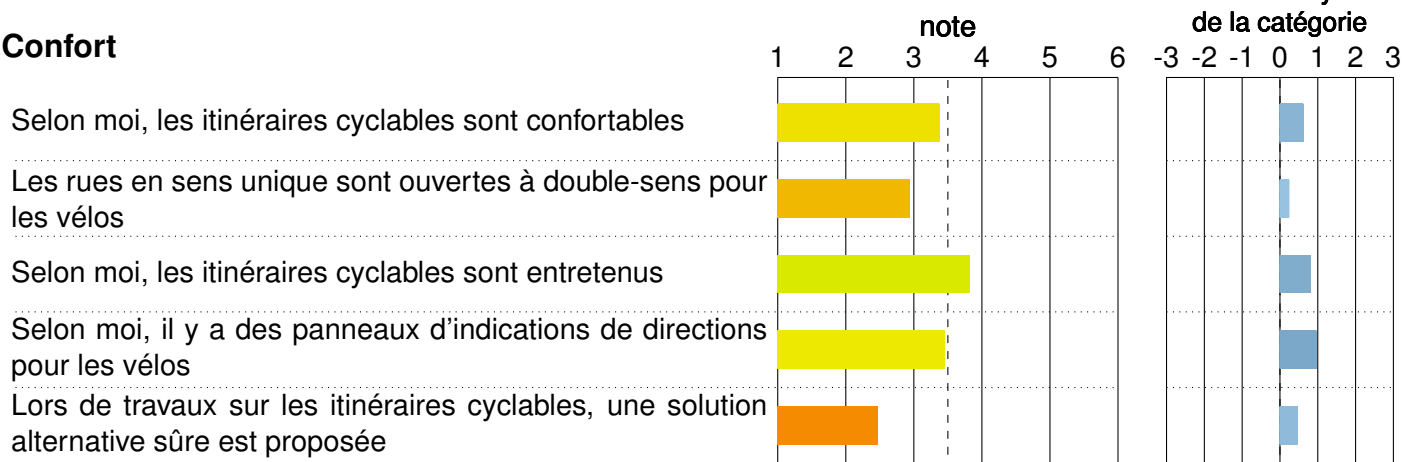 note
de la catégorie
Confort
1 2 3 4 5 6
-3 -2 -1 0 1 2 3
Selon moi, les itinéraires cyclables sont confortables
Les rues en sens unique sont ouvertes à double-sens pour
les vélos
Selon moi, les itinéraires cyclables sont entretenus
Selon moi, il y a des panneaux d'indications de directions
pour les vélos
Lors de travaux sur les itinéraires cyclables, une solution
alternative sûre est proposée